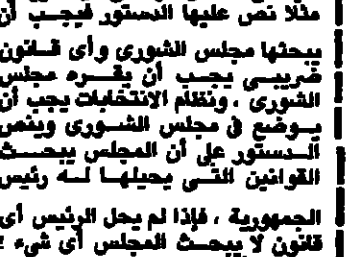 مثلا نص عليها الدستور فيجب أن
يبحثها مجلس الشورى وأى قانون
ضريبى يجب أن يقره مجلس
الشورى ، ونظام الانتخابات يجب أن
يوضع فى مجلس الشورى وينص
الدستور على أن المجلس يبحث
القوانين التى يحيلها له رئيس
الجمهورية ، فإذا لم يحل الرئيس أى
قانون لا يبحث المجلس أى شىء !